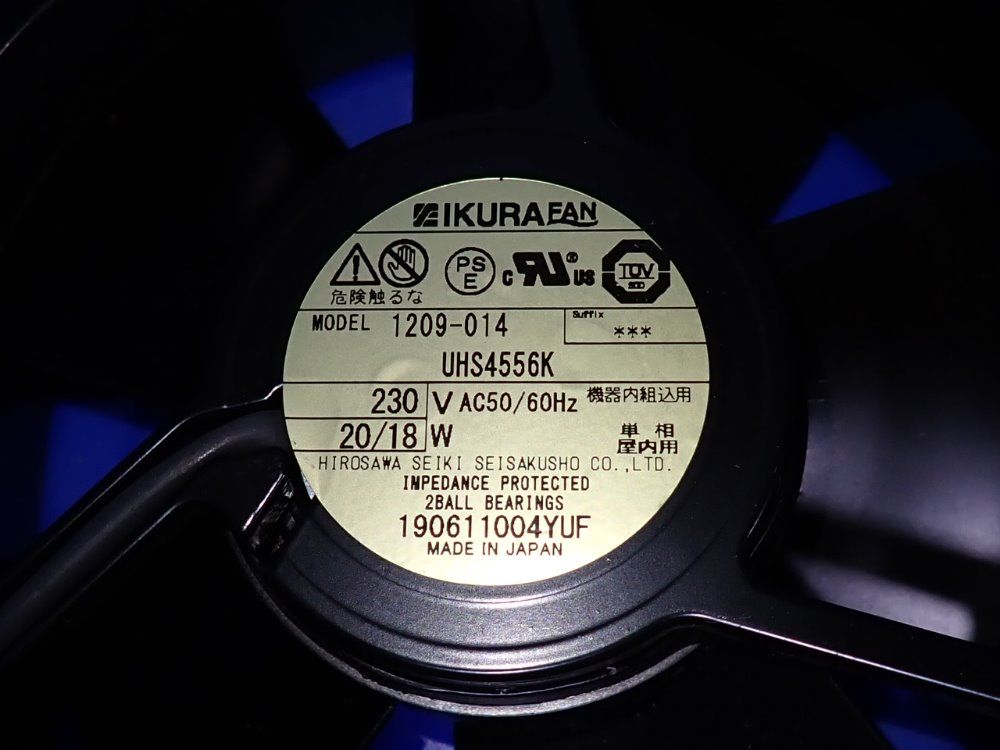 IKURAFAN
PS E c RU® US TÜV
危険触るな
MODEL 1209-014 Suffix ***
UHS4556K
230 V AC50/60Hz 機器内組込用
20/18 W 単相
屋内用
HIROSAWA SEIKI SEISAKUSHO CO.,LTD.
IMPEDANCE PROTECTED
2BALL BEARINGS
190611004YUF
MADE IN JAPAN